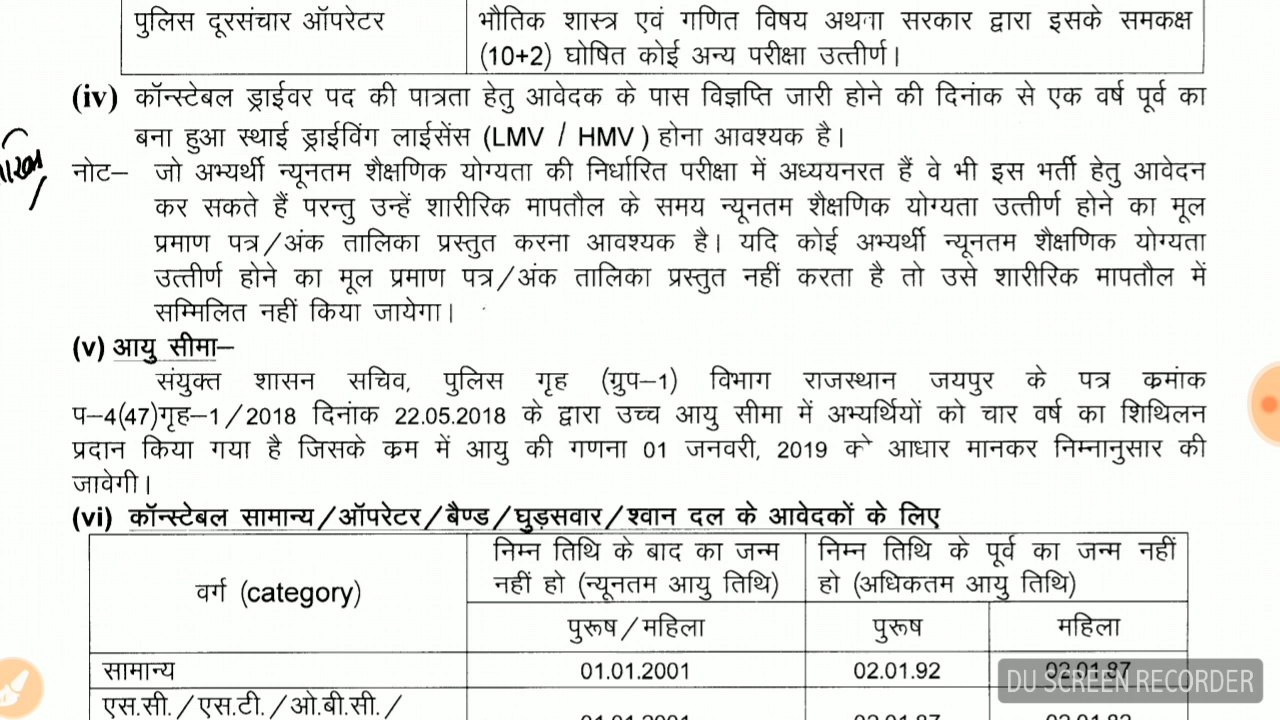 पुलिस दूरसंचार ऑपरेटर
भौतिक शास्त्र एवं गणित विषय अथवा सरकार द्वारा इसके समकक्ष
(10+2) घोषित कोई अन्य परीक्षा उत्तीर्ण।
(iv) कॉन्स्टेबल ड्राईवर पद की पात्रता हेतु आवेदक के पास विज्ञप्ति जारी होने की दिनांक से एक वर्ष पूर्व का
बना हुआ स्थाई ड्राईविंग लाईसेंस (LMV / HMV ) होना आवश्यक है।
नोट– जो अभ्यर्थी न्यूनतम शैक्षणिक योग्यता की निर्धारित परीक्षा में अध्ययनरत हैं वे भी इस भर्ती हेतु आवेदन
कर सकते हैं परन्तु उन्हें शारीरिक मापतौल के समय न्यूनतम शैक्षणिक योग्यता उत्तीर्ण होने का मूल
प्रमाण पत्र/अंक तालिका प्रस्तुत करना आवश्यक है। यदि कोई अभ्यर्थी न्यूनतम शैक्षणिक योग्यता
उत्तीर्ण होने का मूल प्रमाण पत्र/अंक तालिका प्रस्तुत नहीं करता है तो उसे शारीरिक मापतौल में
सम्मिलित नहीं किया जायेगा।
(v) आयु सीमा–
संयुक्त शासन सचिव, पुलिस गृह (ग्रुप–1) विभाग राजस्थान जयपुर के पत्र क्रमांक
प–4(47)गृह–1/2018 दिनांक 22.05.2018 के द्वारा उच्च आयु सीमा में अभ्यर्थियों को चार वर्ष का शिथिलन
प्रदान किया गया है जिसके क्रम में आयु की गणना 01 जनवरी, 2019 को आधार मानकर निम्नानुसार की
जावेगी।
(vi) कॉन्स्टेबल सामान्य/ऑपरेटर/बैण्ड/घुड़सवार/श्वान दल के आवेदकों के लिए
वर्ग (category)
निम्न तिथि के बाद का जन्म
नहीं हो (न्यूनतम आयु तिथि)
निम्न तिथि के पूर्व का जन्म नहीं
हो (अधिकतम आयु तिथि)
पुरूष/महिला
पुरूष
महिला
सामान्य
01.01.2001
02.01.92
02.01.87
DU SCREEN RECORDER
एस.सी./एस.टी./ओ.बी.सी./